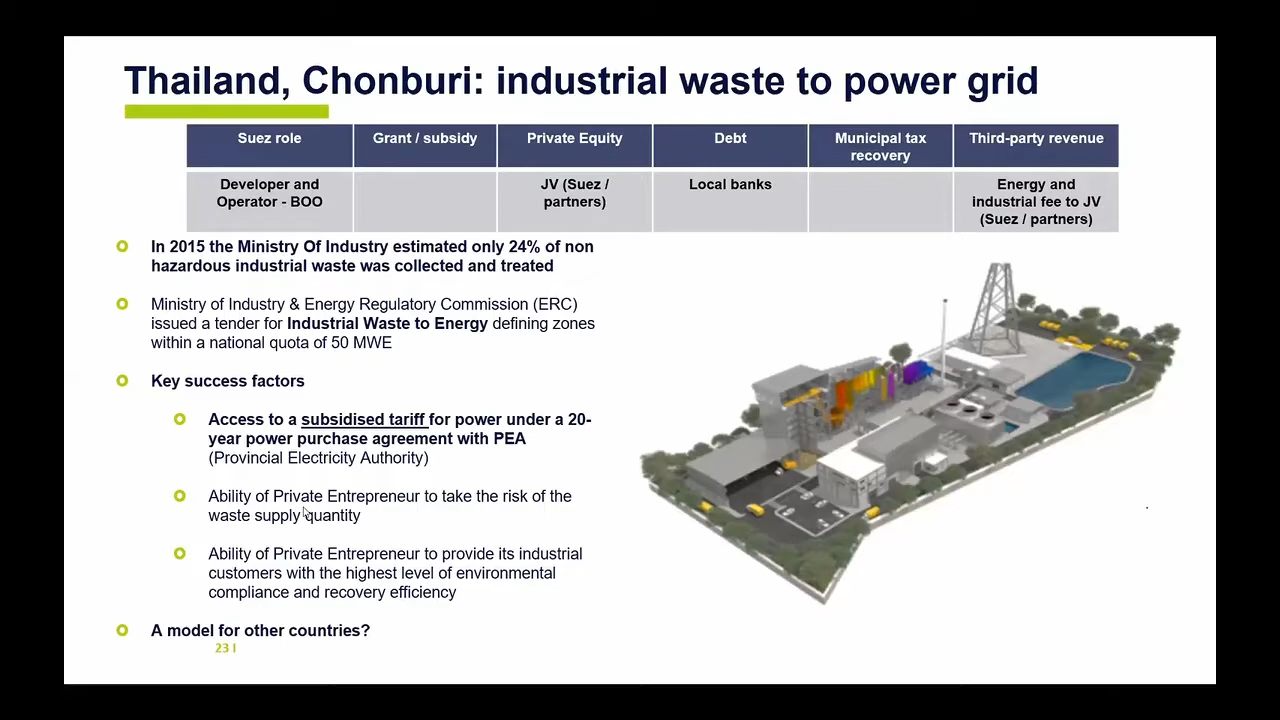 Thailand, Chonburi: industrial waste to power grid
Suez role
Grant / subsidy
Private Equity
Debt
Municipal tax
recovery
Third-party revenue
Developer and
Operator - BOO
JV (Suez /
partners)
Local banks
Energy and
industrial fee to JV
(Suez / partners)
In 2015 the Ministry Of Industry estimated only 24% of non
hazardous industrial waste was collected and treated
Ministry of Industry & Energy Regulatory Commission (ERC)
issued a tender for Industrial Waste to Energy defining zones
within a national quota of 50 MWE
Key success factors
Access to a subsidised tariff for power under a 20-
year power purchase agreement with PEA
(Provincial Electricity Authority)
Ability of Private Entrepreneur to take the risk of the
waste supply quantity
Ability of Private Entrepreneur to provide its industrial
customers with the highest level of environmental
compliance and recovery efficiency
A model for other countries?
23 I